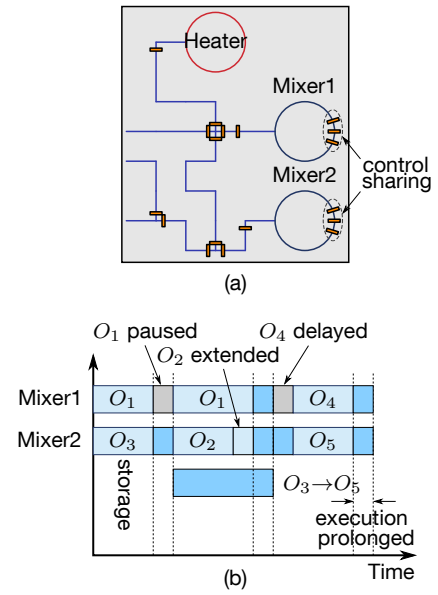 Heater
Mixer1
Mixer2
control
sharing
(a)
O₁ paused
O₄ delayed
O₂ extended
Mixer1
O₁
O₁
O₄
Mixer2
O₃
O₂
O₅
storage
O₃→O₅
execution
prolonged
Time
(b)